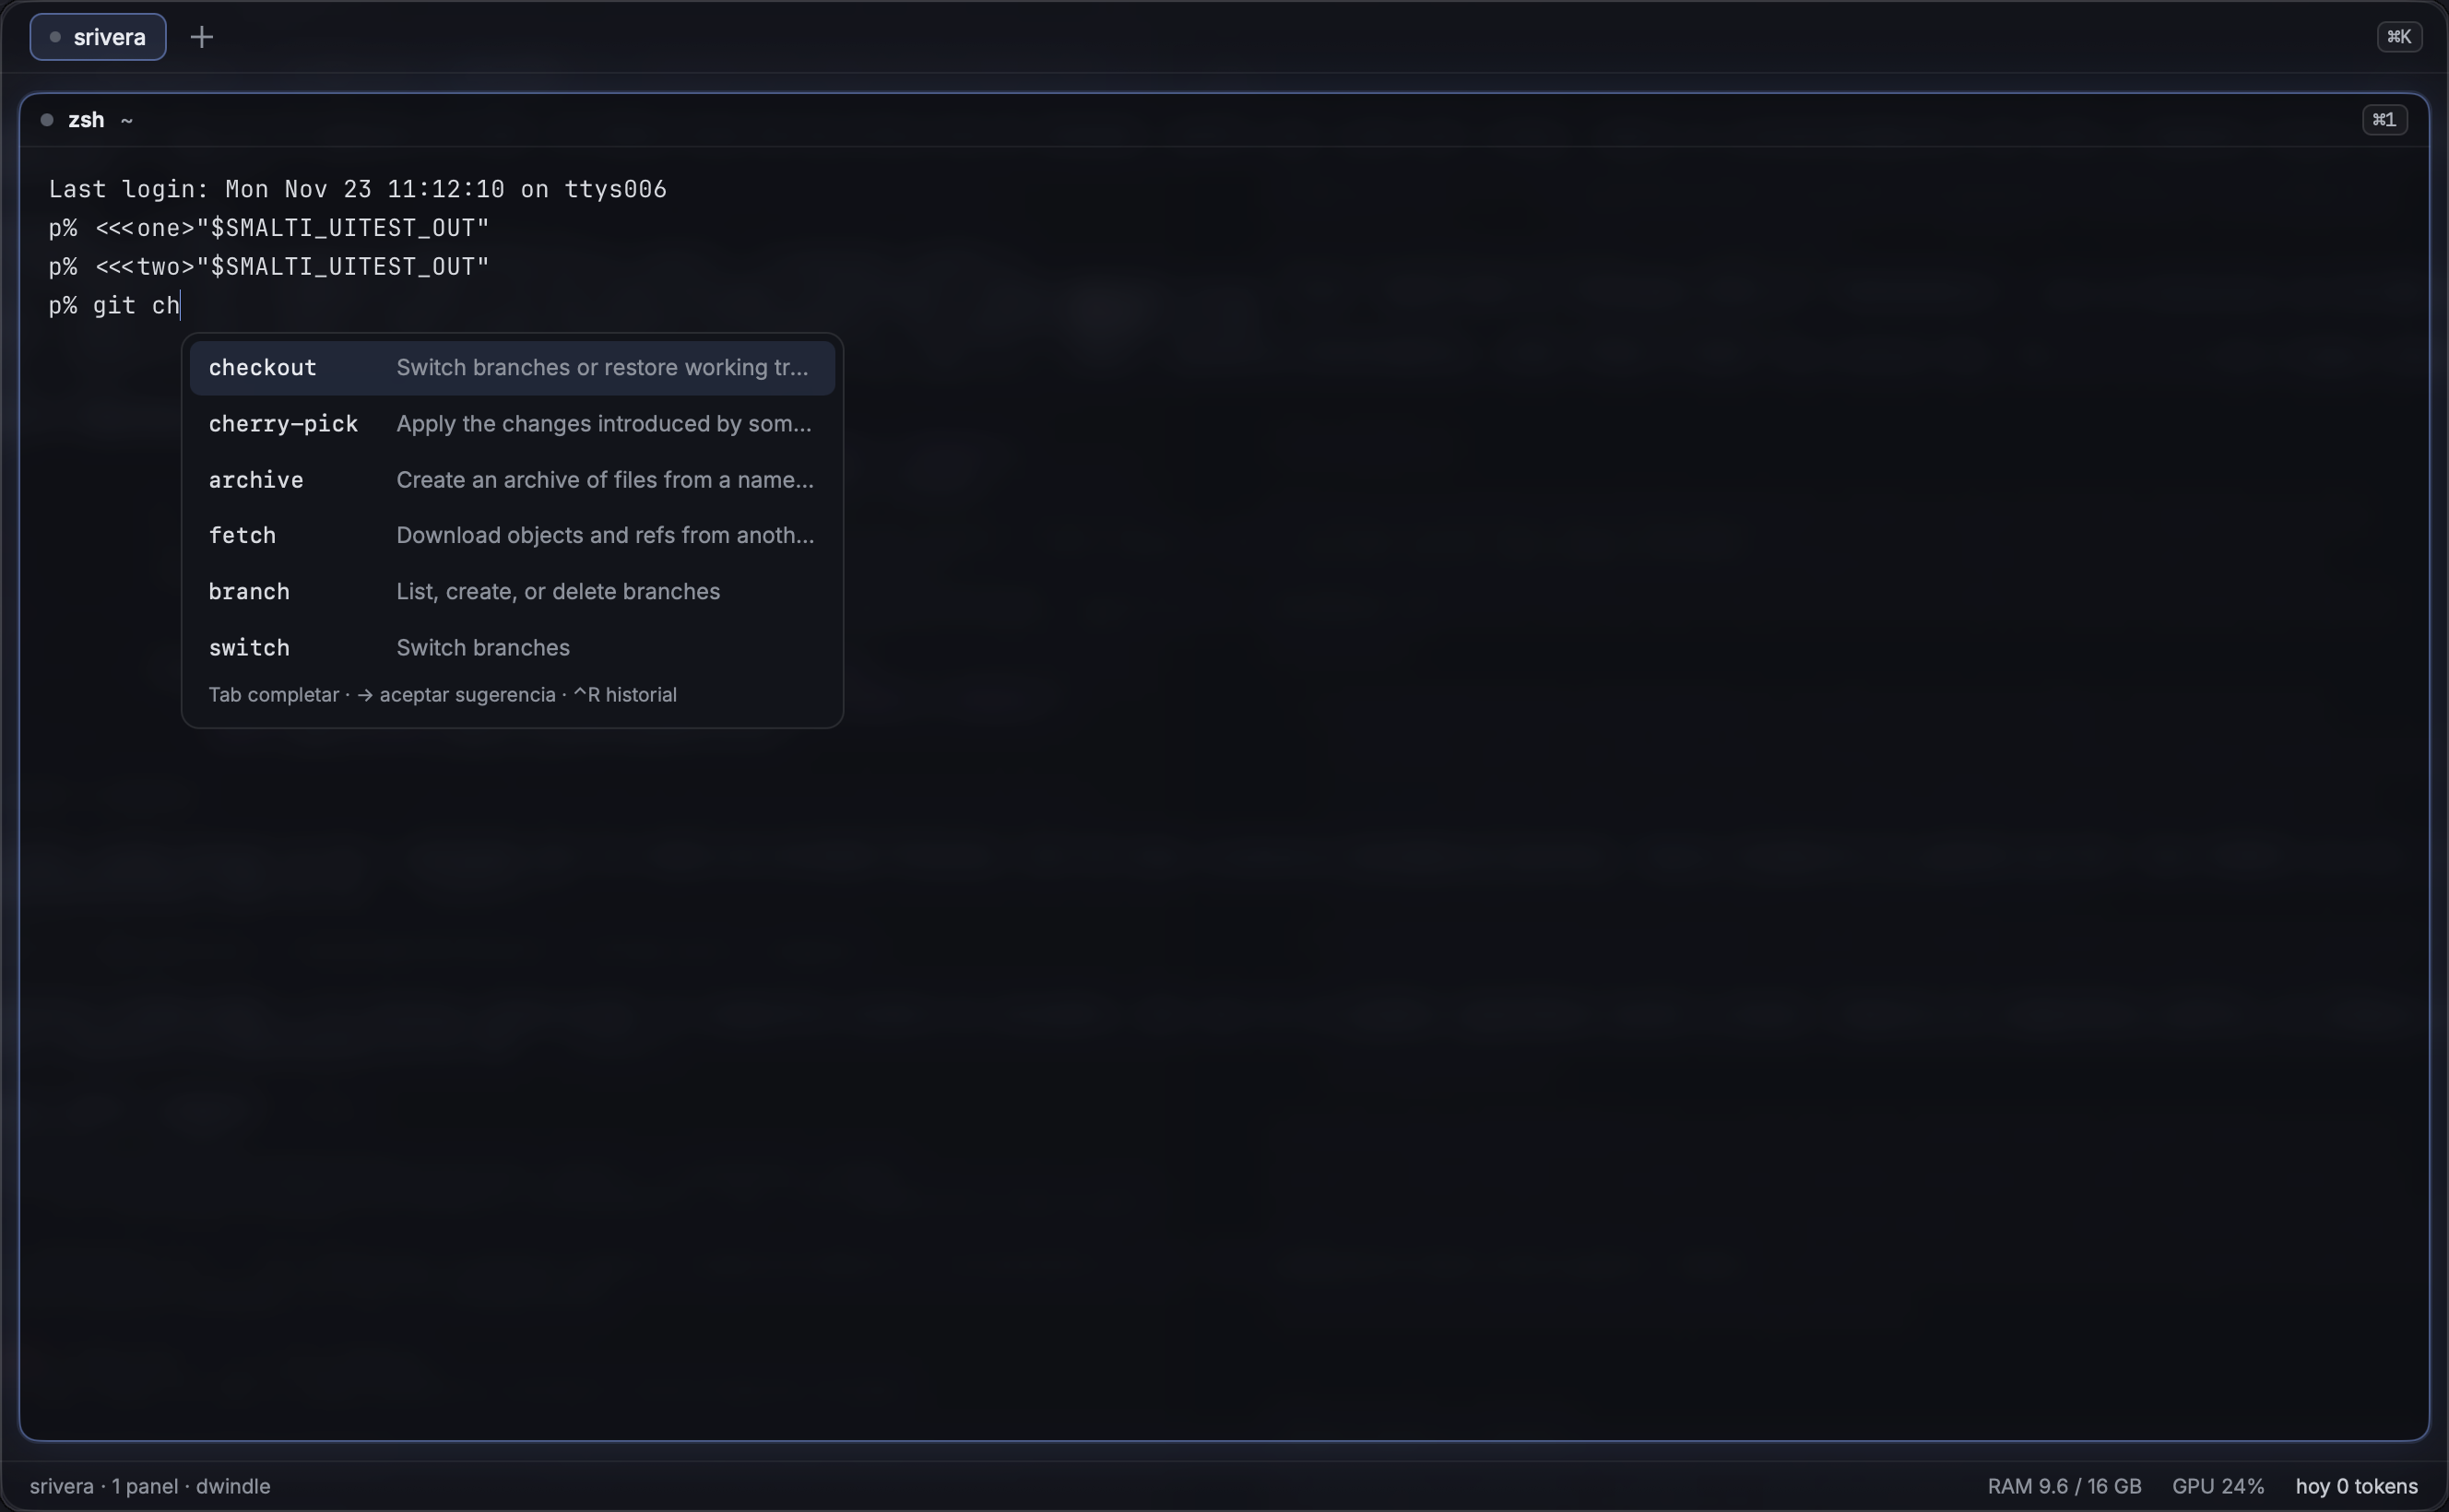 srivera
⌘K
zsh ~
⌘1
Last login: Mon Nov 23 11:12:10 on ttys006
p% <<<one>"$SMALTI_UITEST_OUT"
p% <<<two>"$SMALTI_UITEST_OUT"
p% git ch
checkout Switch branches or restore working tr...
cherry-pick Apply the changes introduced by som...
archive Create an archive of files from a name...
fetch Download objects and refs from anoth...
branch List, create, or delete branches
switch Switch branches
Tab completar · → aceptar sugerencia · ^R historial
srivera · 1 panel · dwindle
RAM 9.6 / 16 GB GPU 24% hoy 0 tokens